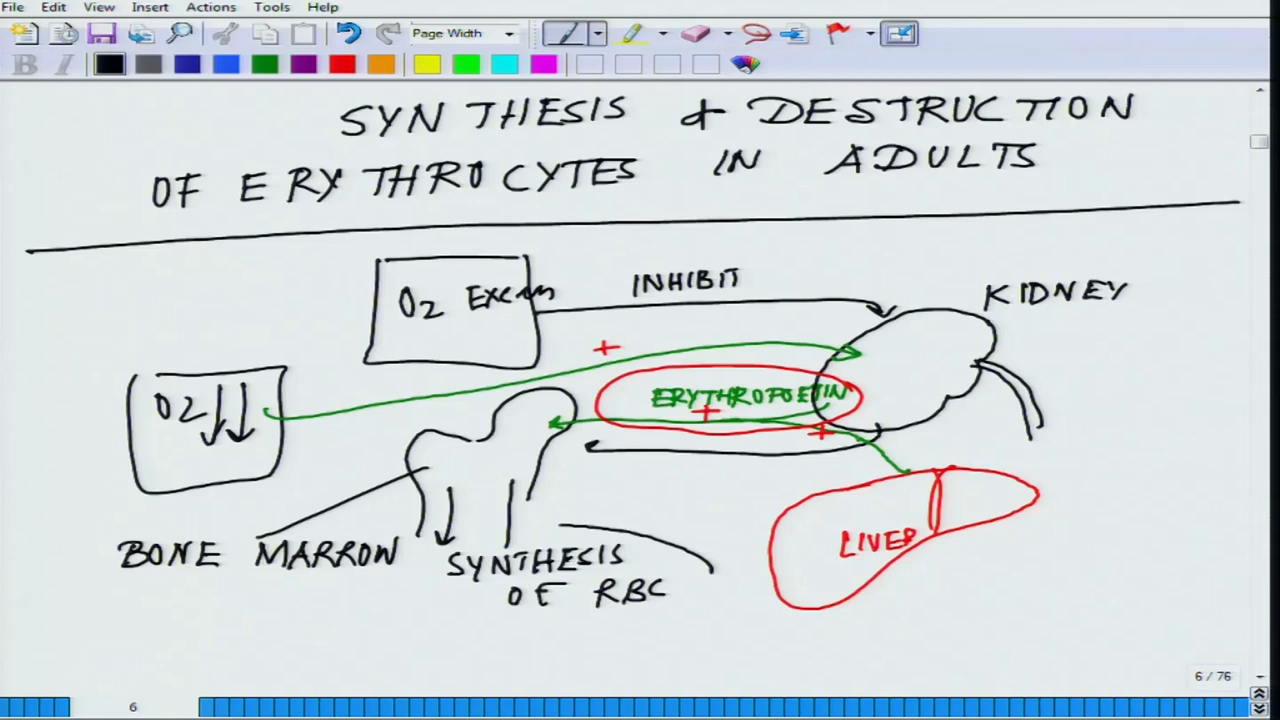 File Edit View Insert Actions Tools Help
Page Width
B I
SYNTHESIS & DESTRUCTION
OF ERYTHROCYTES IN ADULTS
O2 Excess
INHIBIT
KIDNEY
O2 ↓↓
+
ERYTHROPOETIN
+
+
LIVER
BONE MARROW
SYNTHESIS
OF RBC
6 / 76
6